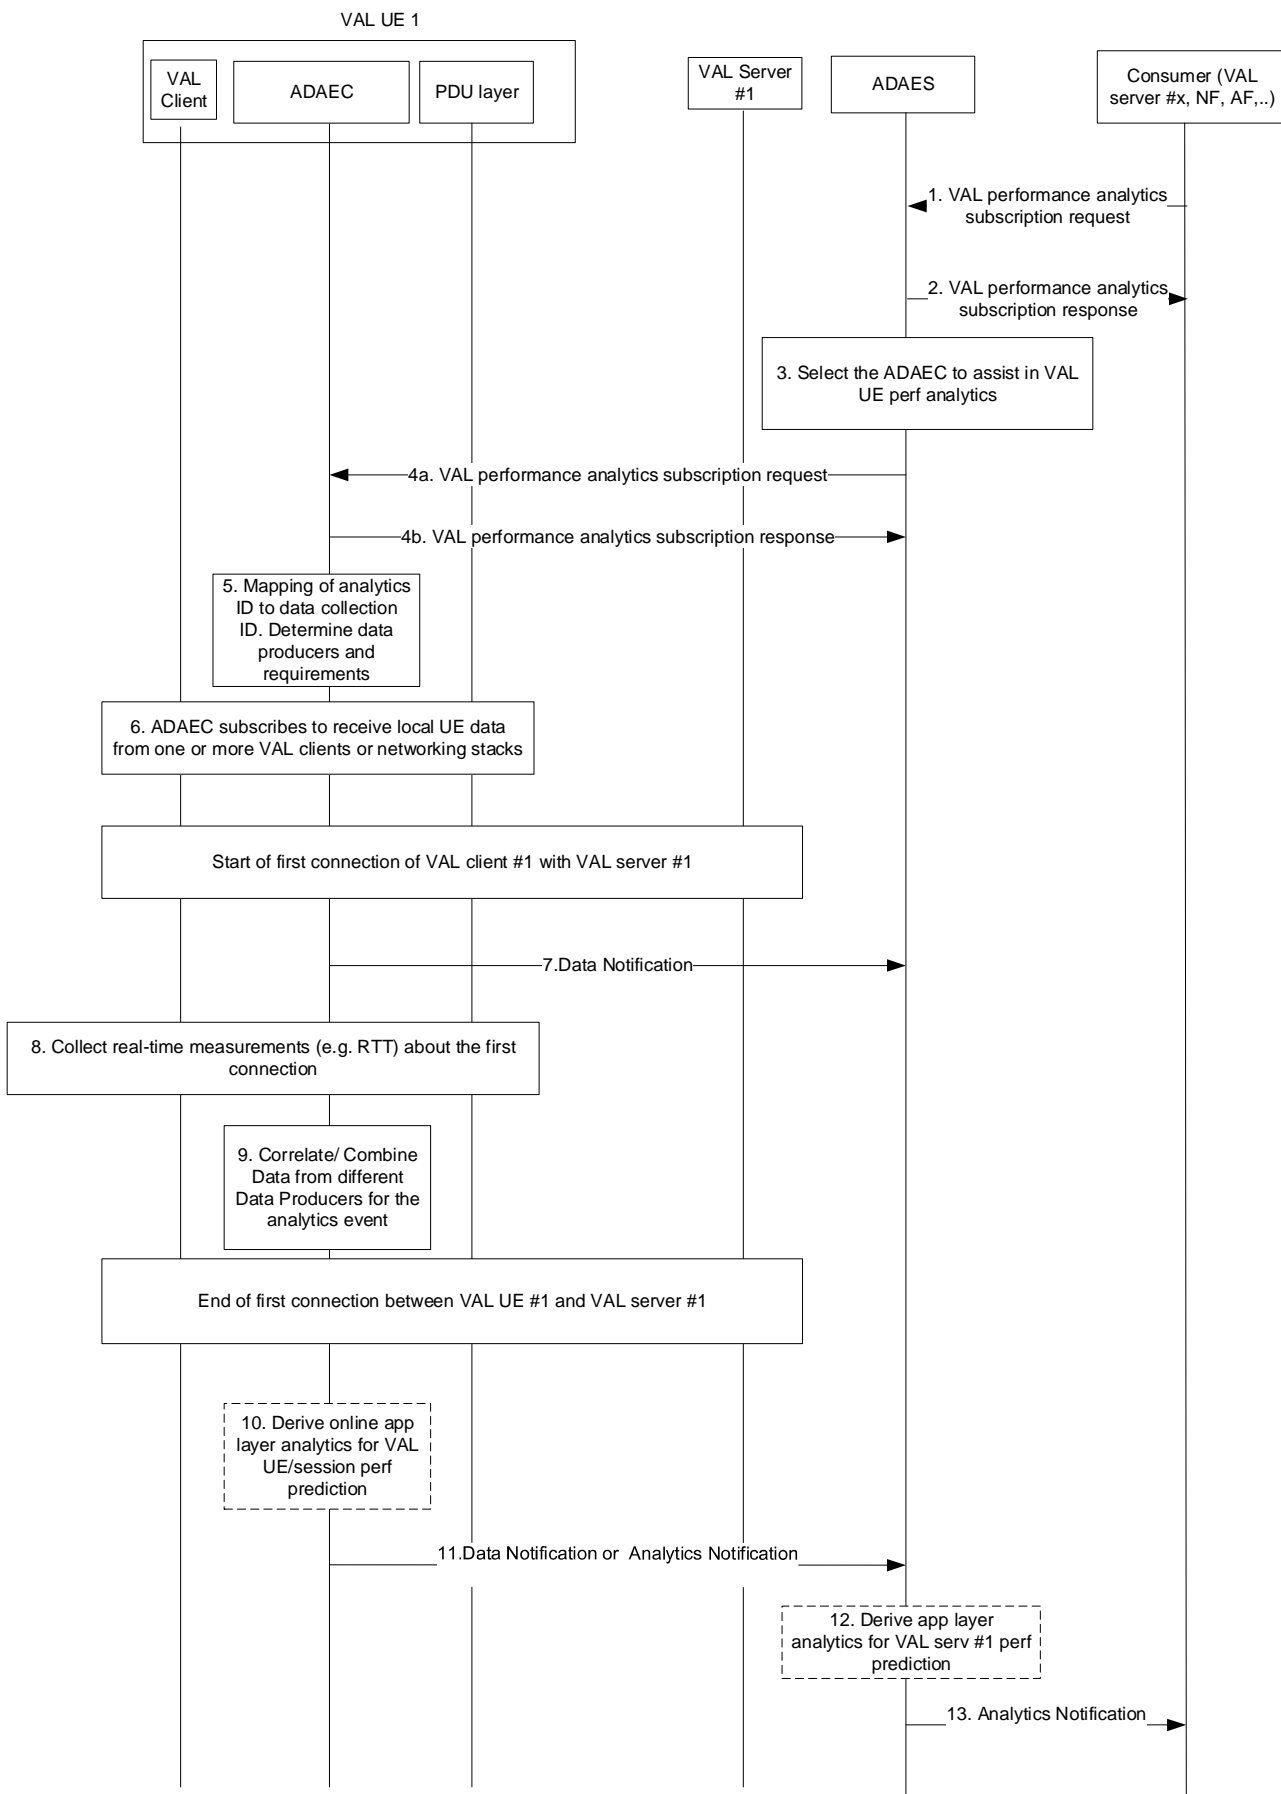 VAL UE 1
VAL
Client
ADAEC
PDU layer
VAL Server
#1
ADAES
Consumer (VAL
server #x, NF, AF,..)
1. VAL performance analytics
subscription request
2. VAL performance analytics
subscription response
3. Select the ADAEC to assist in VAL
UE perf analytics
4a. VAL performance analytics subscription request
4b. VAL performance analytics subscription response
5. Mapping of analytics
ID to data collection
ID. Determine data
producers and
requirements
6. ADAEC subscribes to receive local UE data
from one or more VAL clients or networking stacks
Start of first connection of VAL client #1 with VAL server #1
7.Data Notification
8. Collect real-time measurements (e.g. RTT) about the first
connection
9. Correlate/ Combine
Data from different
Data Producers for the
analytics event
End of first connection between VAL UE #1 and VAL server #1
10. Derive online app
layer analytics for VAL
UE/session perf
prediction
11.Data Notification or  Analytics Notification
12. Derive app layer
analytics for VAL serv #1 perf
prediction
13. Analytics Notification